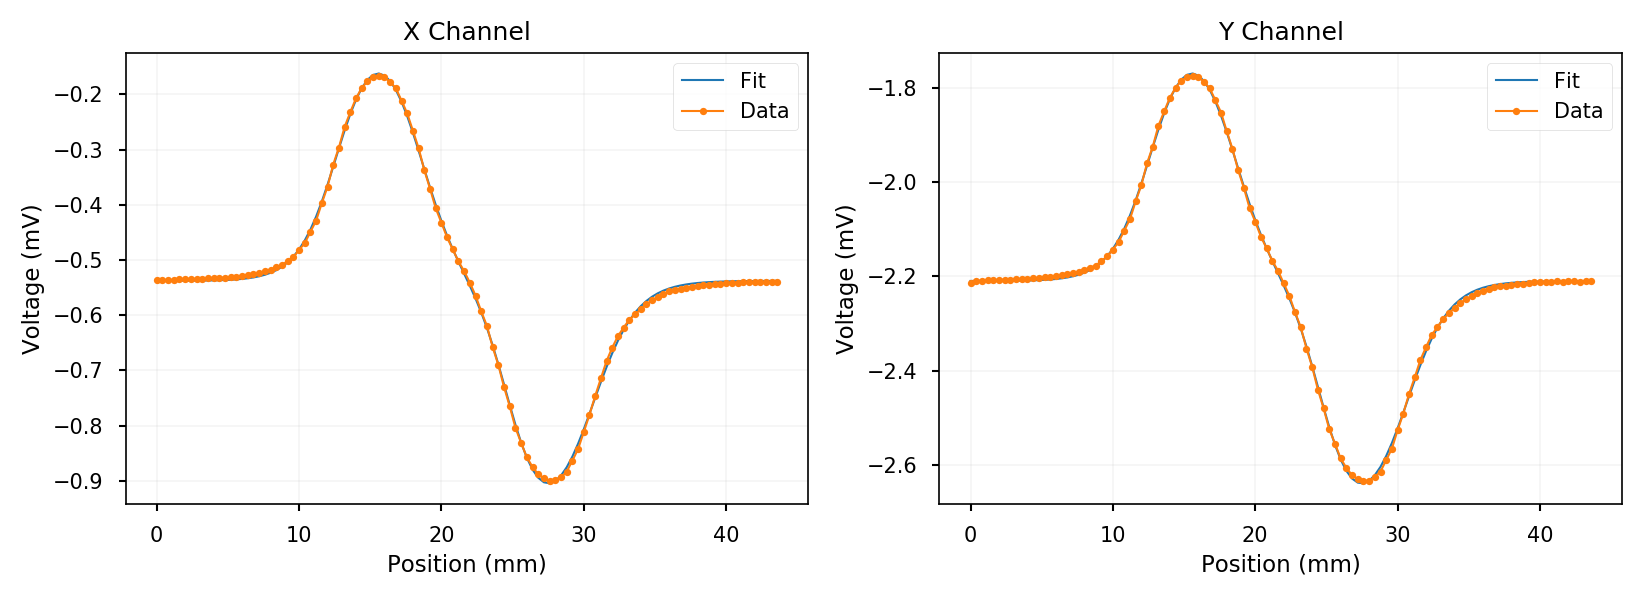 X Channel
Voltage (mV)
−0.2
−0.3
−0.4
−0.5
−0.6
−0.7
−0.8
−0.9
0
10
20
30
40
Position (mm)
Fit
Data
Y Channel
Voltage (mV)
−1.8
−2.0
−2.2
−2.4
−2.6
0
10
20
30
40
Position (mm)
Fit
Data